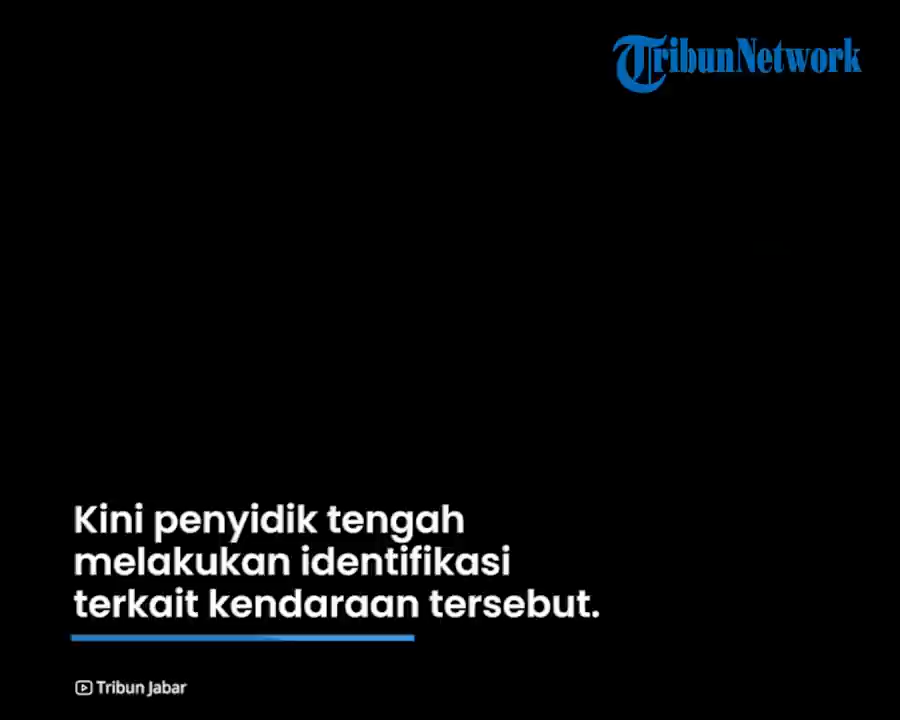 TribunNetwork
Kini penyidik tengah
melakukan identifikasi
terkait kendaraan tersebut.
Tribun Jabar